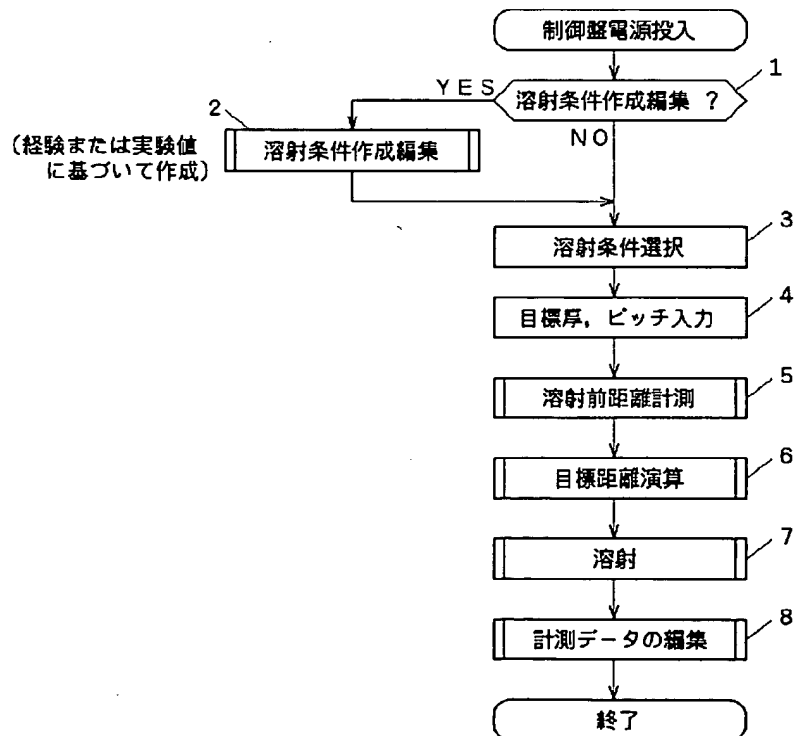 制御盤電源投入
1
溶射条件作成編集 ?
YES
NO
2
溶射条件作成編集
(経験または実験値
に基づいて作成)
3
溶射条件選択
4
目標厚,ピッチ入力
5
溶射前距離計測
6
目標距離演算
7
溶射
8
計測データの編集
終了